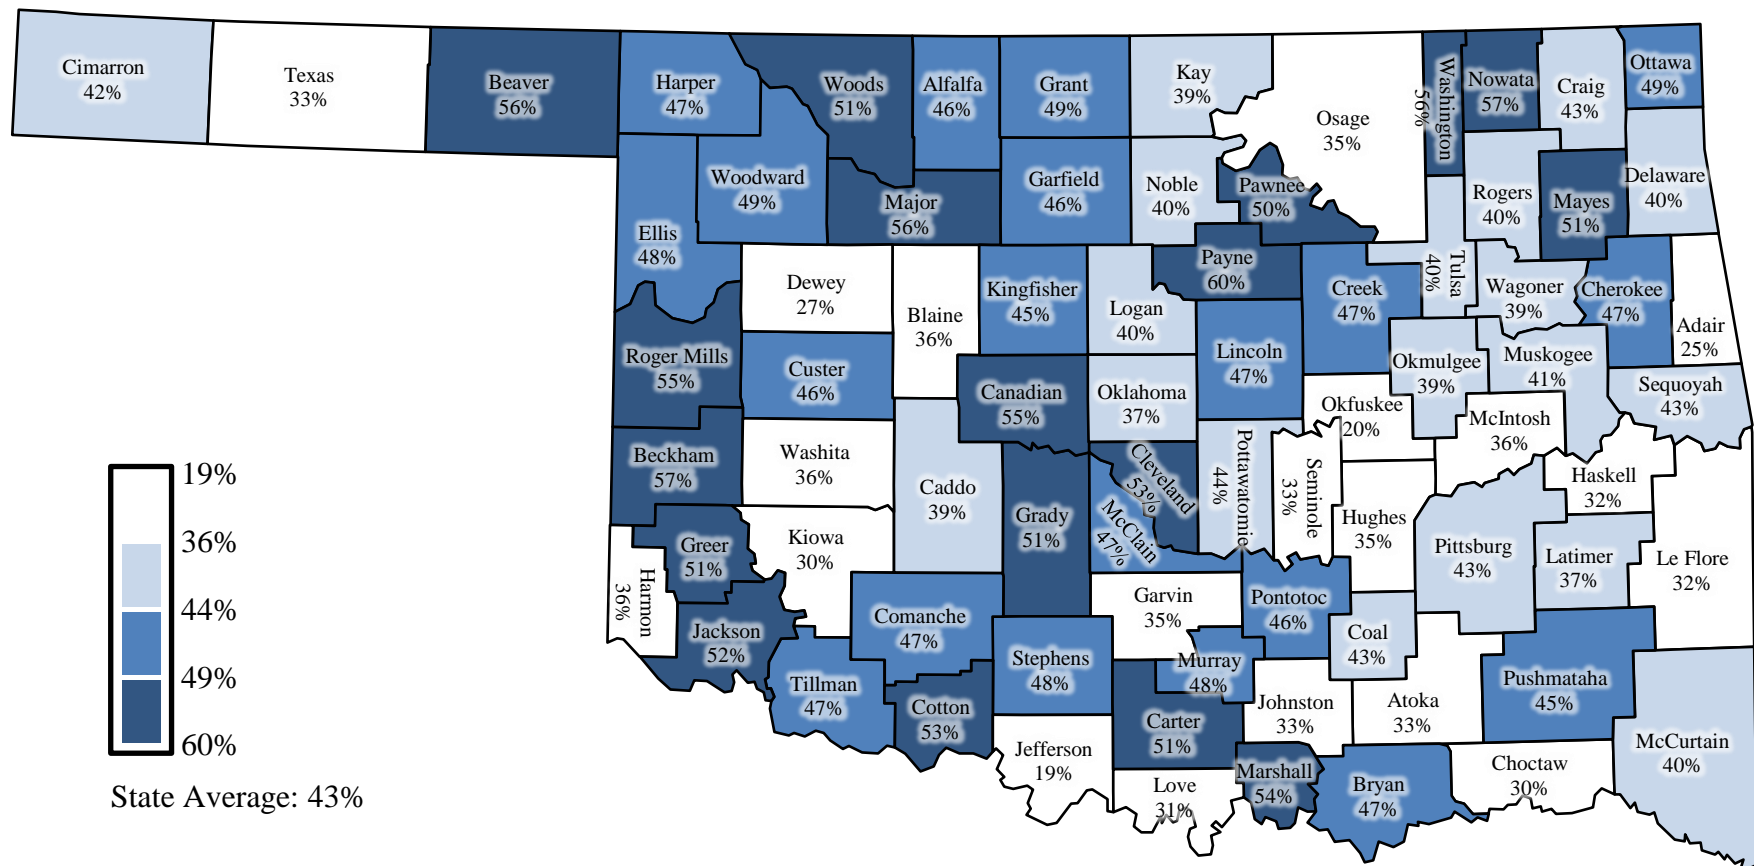 Cimarron
42%
Texas
33%
Beaver
56%
Harper
47%
Woods
51%
Alfalfa
46%
Grant
49%
Kay
39%
Osage
35%
Washington
56%
Nowata
57%
Craig
43%
Ottawa
49%
Ellis
48%
Woodward
49%
Major
56%
Garfield
46%
Noble
40%
Pawnee
50%
Rogers
40%
Mayes
51%
Delaware
40%
Dewey
27%
Blaine
36%
Kingfisher
45%
Logan
40%
Payne
60%
Creek
47%
Tulsa
40%
Wagoner
39%
Cherokee
47%
Adair
25%
Roger Mills
55%
Custer
46%
Canadian
55%
Oklahoma
37%
Lincoln
47%
Okmulgee
39%
Muskogee
41%
Sequoyah
43%
Okfuskee
20%
McIntosh
36%
Beckham
57%
Washita
36%
Caddo
39%
Grady
51%
Cleveland
53%
McClain
47%
Pottawatomie
44%
Seminole
33%
Hughes
35%
Haskell
32%
Pittsburg
43%
Latimer
37%
Le Flore
32%
Greer
51%
Kiowa
30%
Harmon
36%
Jackson
52%
Comanche
47%
Garvin
35%
Pontotoc
46%
Coal
43%
Tillman
47%
Cotton
53%
Stephens
48%
Murray
48%
Carter
51%
Johnston
33%
Atoka
33%
Pushmataha
45%
McCurtain
40%
Jefferson
19%
Love
31%
Marshall
54%
Bryan
47%
Choctaw
30%
19%
36%
44%
49%
60%
State Average: 43%